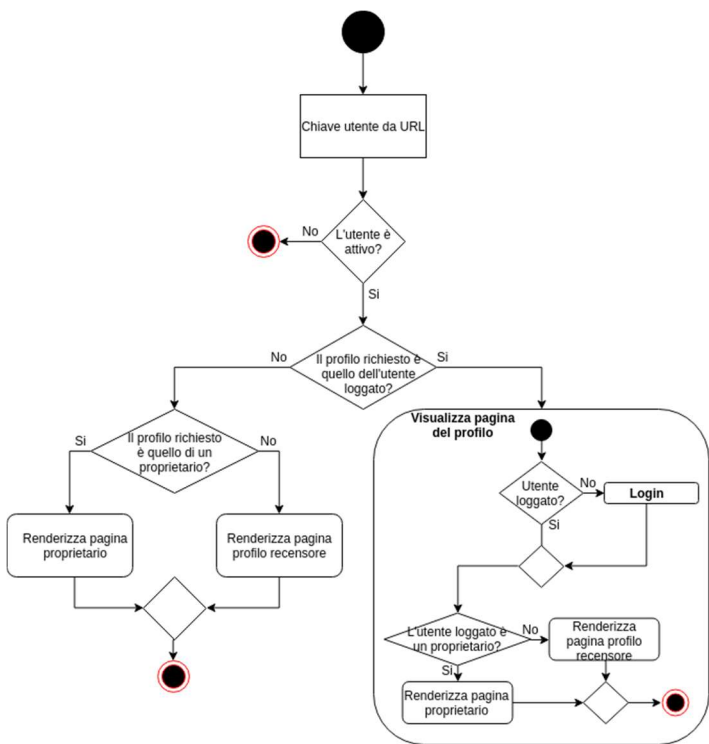 Chiave utente da URL
No
L'utente è
attivo?
Si
No
Il profilo richiesto è
quello dell'utente
loggato?
Si
Si
Il profilo richiesto
è quello di un
proprietario?
No
Renderizza pagina
proprietario
Renderizza pagina
profilo recensore
Visualizza pagina
del profilo
Utente
loggato?
No
Login
Si
L'utente loggato è
un proprietario?
No
Renderizza
pagina profilo
recensore
Si
Renderizza pagina
proprietario